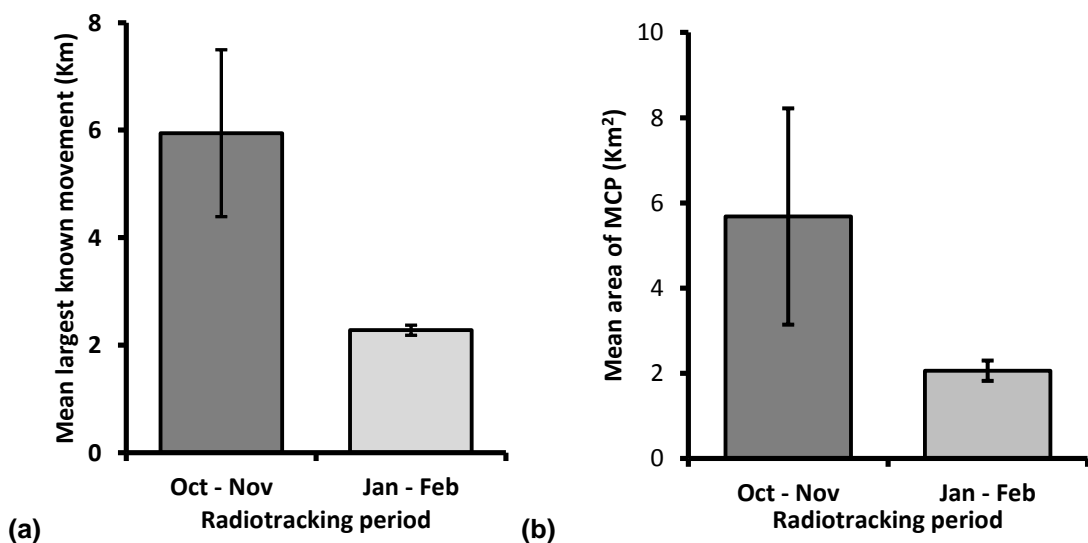 Mean largest known movement (Km)
8
6
4
2
0
Oct - Nov
Jan - Feb
Radiotracking period
(a)
Mean area of MCP (Km²)
10
8
6
4
2
0
Oct - Nov
Jan - Feb
Radiotracking period
(b)